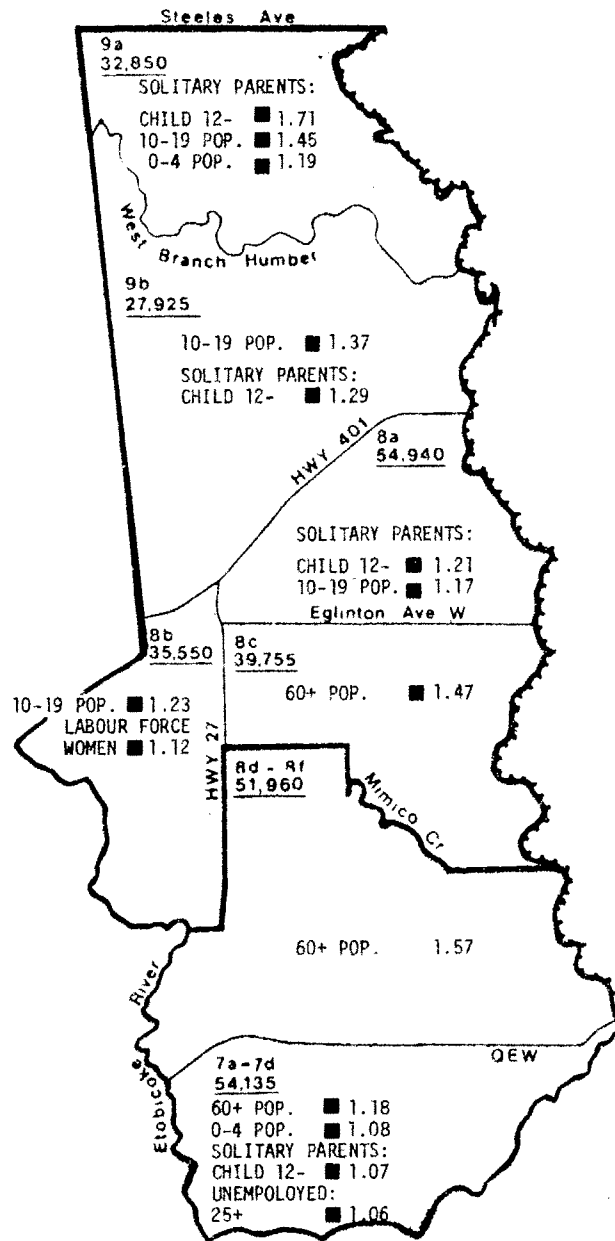 Steeles Ave
9a
32,850
SOLITARY PARENTS:
CHILD 12- ■ 1.71
10-19 POP. ■ 1.45
0-4 POP. ■ 1.19
West Branch Humber
9b
27,925
10-19 POP. ■ 1.37
SOLITARY PARENTS:
CHILD 12- ■ 1.29
HWY 401
8a
54,940
SOLITARY PARENTS:
CHILD 12- ■ 1.21
10-19 POP. ■ 1.17
Eglinton Ave W
8b
35,550
8c
39,755
10-19 POP. ■ 1.23
LABOUR FORCE
WOMEN ■ 1.12
60+ POP. ■ 1.47
HWY 27
8d - 8f
51,960
Mimico Cr
60+ POP. 1.57
Etobicoke River
QEW
7a-7d
54,135
60+ POP. ■ 1.18
0-4 POP. ■ 1.08
SOLITARY PARENTS:
CHILD 12- ■ 1.07
UNEMPOLOYED:
25+ ■ 1.06